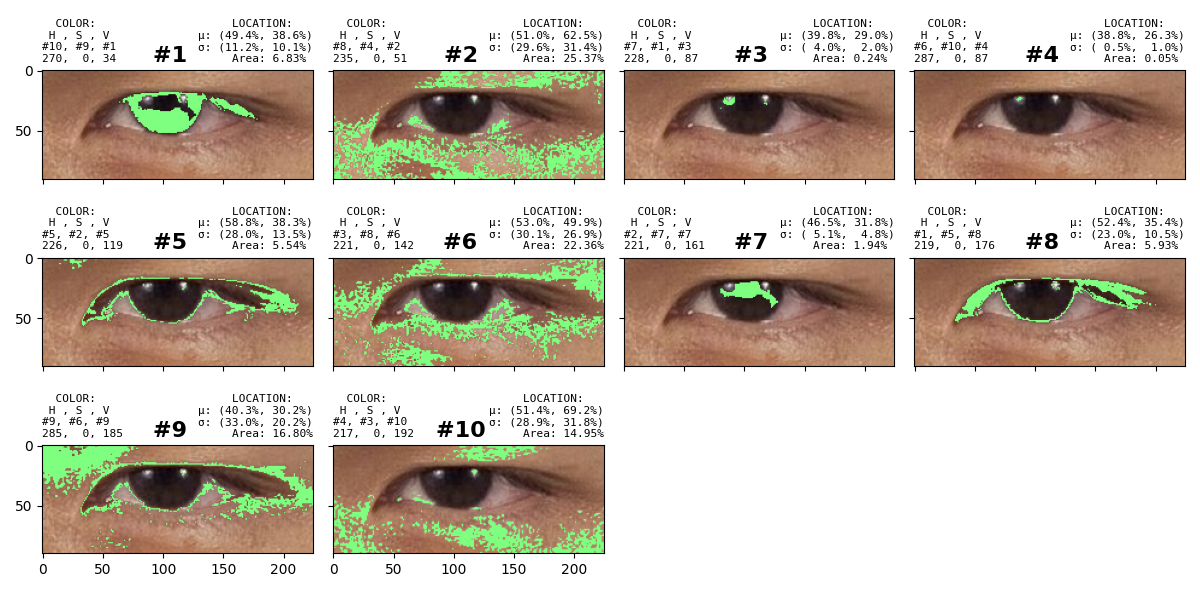 COLOR: LOCATION:
H , S , V μ: (49.4%, 38.6%)
#10, #9, #1 #1 σ: (11.2%, 10.1%)
270, 0, 34 Area: 6.83%
COLOR: LOCATION:
H , S , V μ: (51.0%, 62.5%)
#8, #4, #2 #2 σ: (29.6%, 31.4%)
235, 0, 51 Area: 25.37%
COLOR: LOCATION:
H , S , V μ: (39.8%, 29.0%)
#7, #1, #3 #3 σ: ( 4.0%, 2.0%)
228, 0, 87 Area: 0.24%
COLOR: LOCATION:
H , S , V μ: (38.8%, 26.3%)
#6, #10, #4 #4 σ: ( 0.5%, 1.0%)
287, 0, 87 Area: 0.05%
0
50
COLOR: LOCATION:
H , S , V μ: (58.8%, 38.3%)
#5, #2, #5 #5 σ: (28.0%, 13.5%)
226, 0, 119 Area: 5.54%
COLOR: LOCATION:
H , S , V μ: (53.0%, 49.9%)
#3, #8, #6 #6 σ: (30.1%, 26.9%)
221, 0, 142 Area: 22.36%
COLOR: LOCATION:
H , S , V μ: (46.5%, 31.8%)
#2, #7, #7 #7 σ: ( 5.1%, 4.8%)
221, 0, 161 Area: 1.94%
COLOR: LOCATION:
H , S , V μ: (52.4%, 35.4%)
#1, #5, #8 #8 σ: (23.0%, 10.5%)
219, 0, 176 Area: 5.93%
0
50
COLOR: LOCATION:
H , S , V μ: (40.3%, 30.2%)
#9, #6, #9 #9 σ: (33.0%, 20.2%)
285, 0, 185 Area: 16.80%
COLOR: LOCATION:
H , S , V μ: (51.4%, 69.2%)
#4, #3, #10 #10 σ: (28.9%, 31.8%)
217, 0, 192 Area: 14.95%
0
50
0 50 100 150 200
0 50 100 150 200